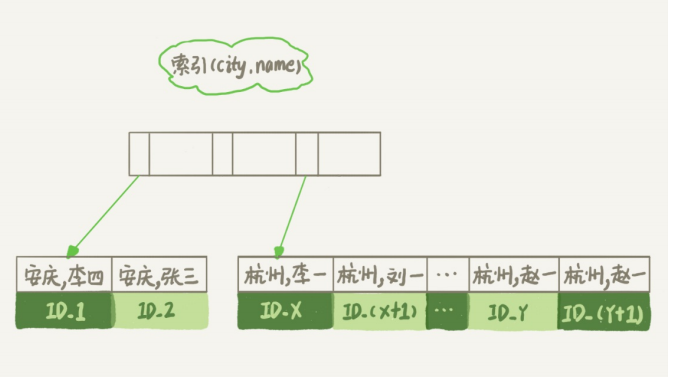 索引(city,name)
安庆,李四 安庆,张三 杭州,李一 杭州,刘一 ... 杭州,赵一 杭州,赵一
ID_1 ID_2 ID_X ID_(X+1) ... ID_Y ID_(Y+1)